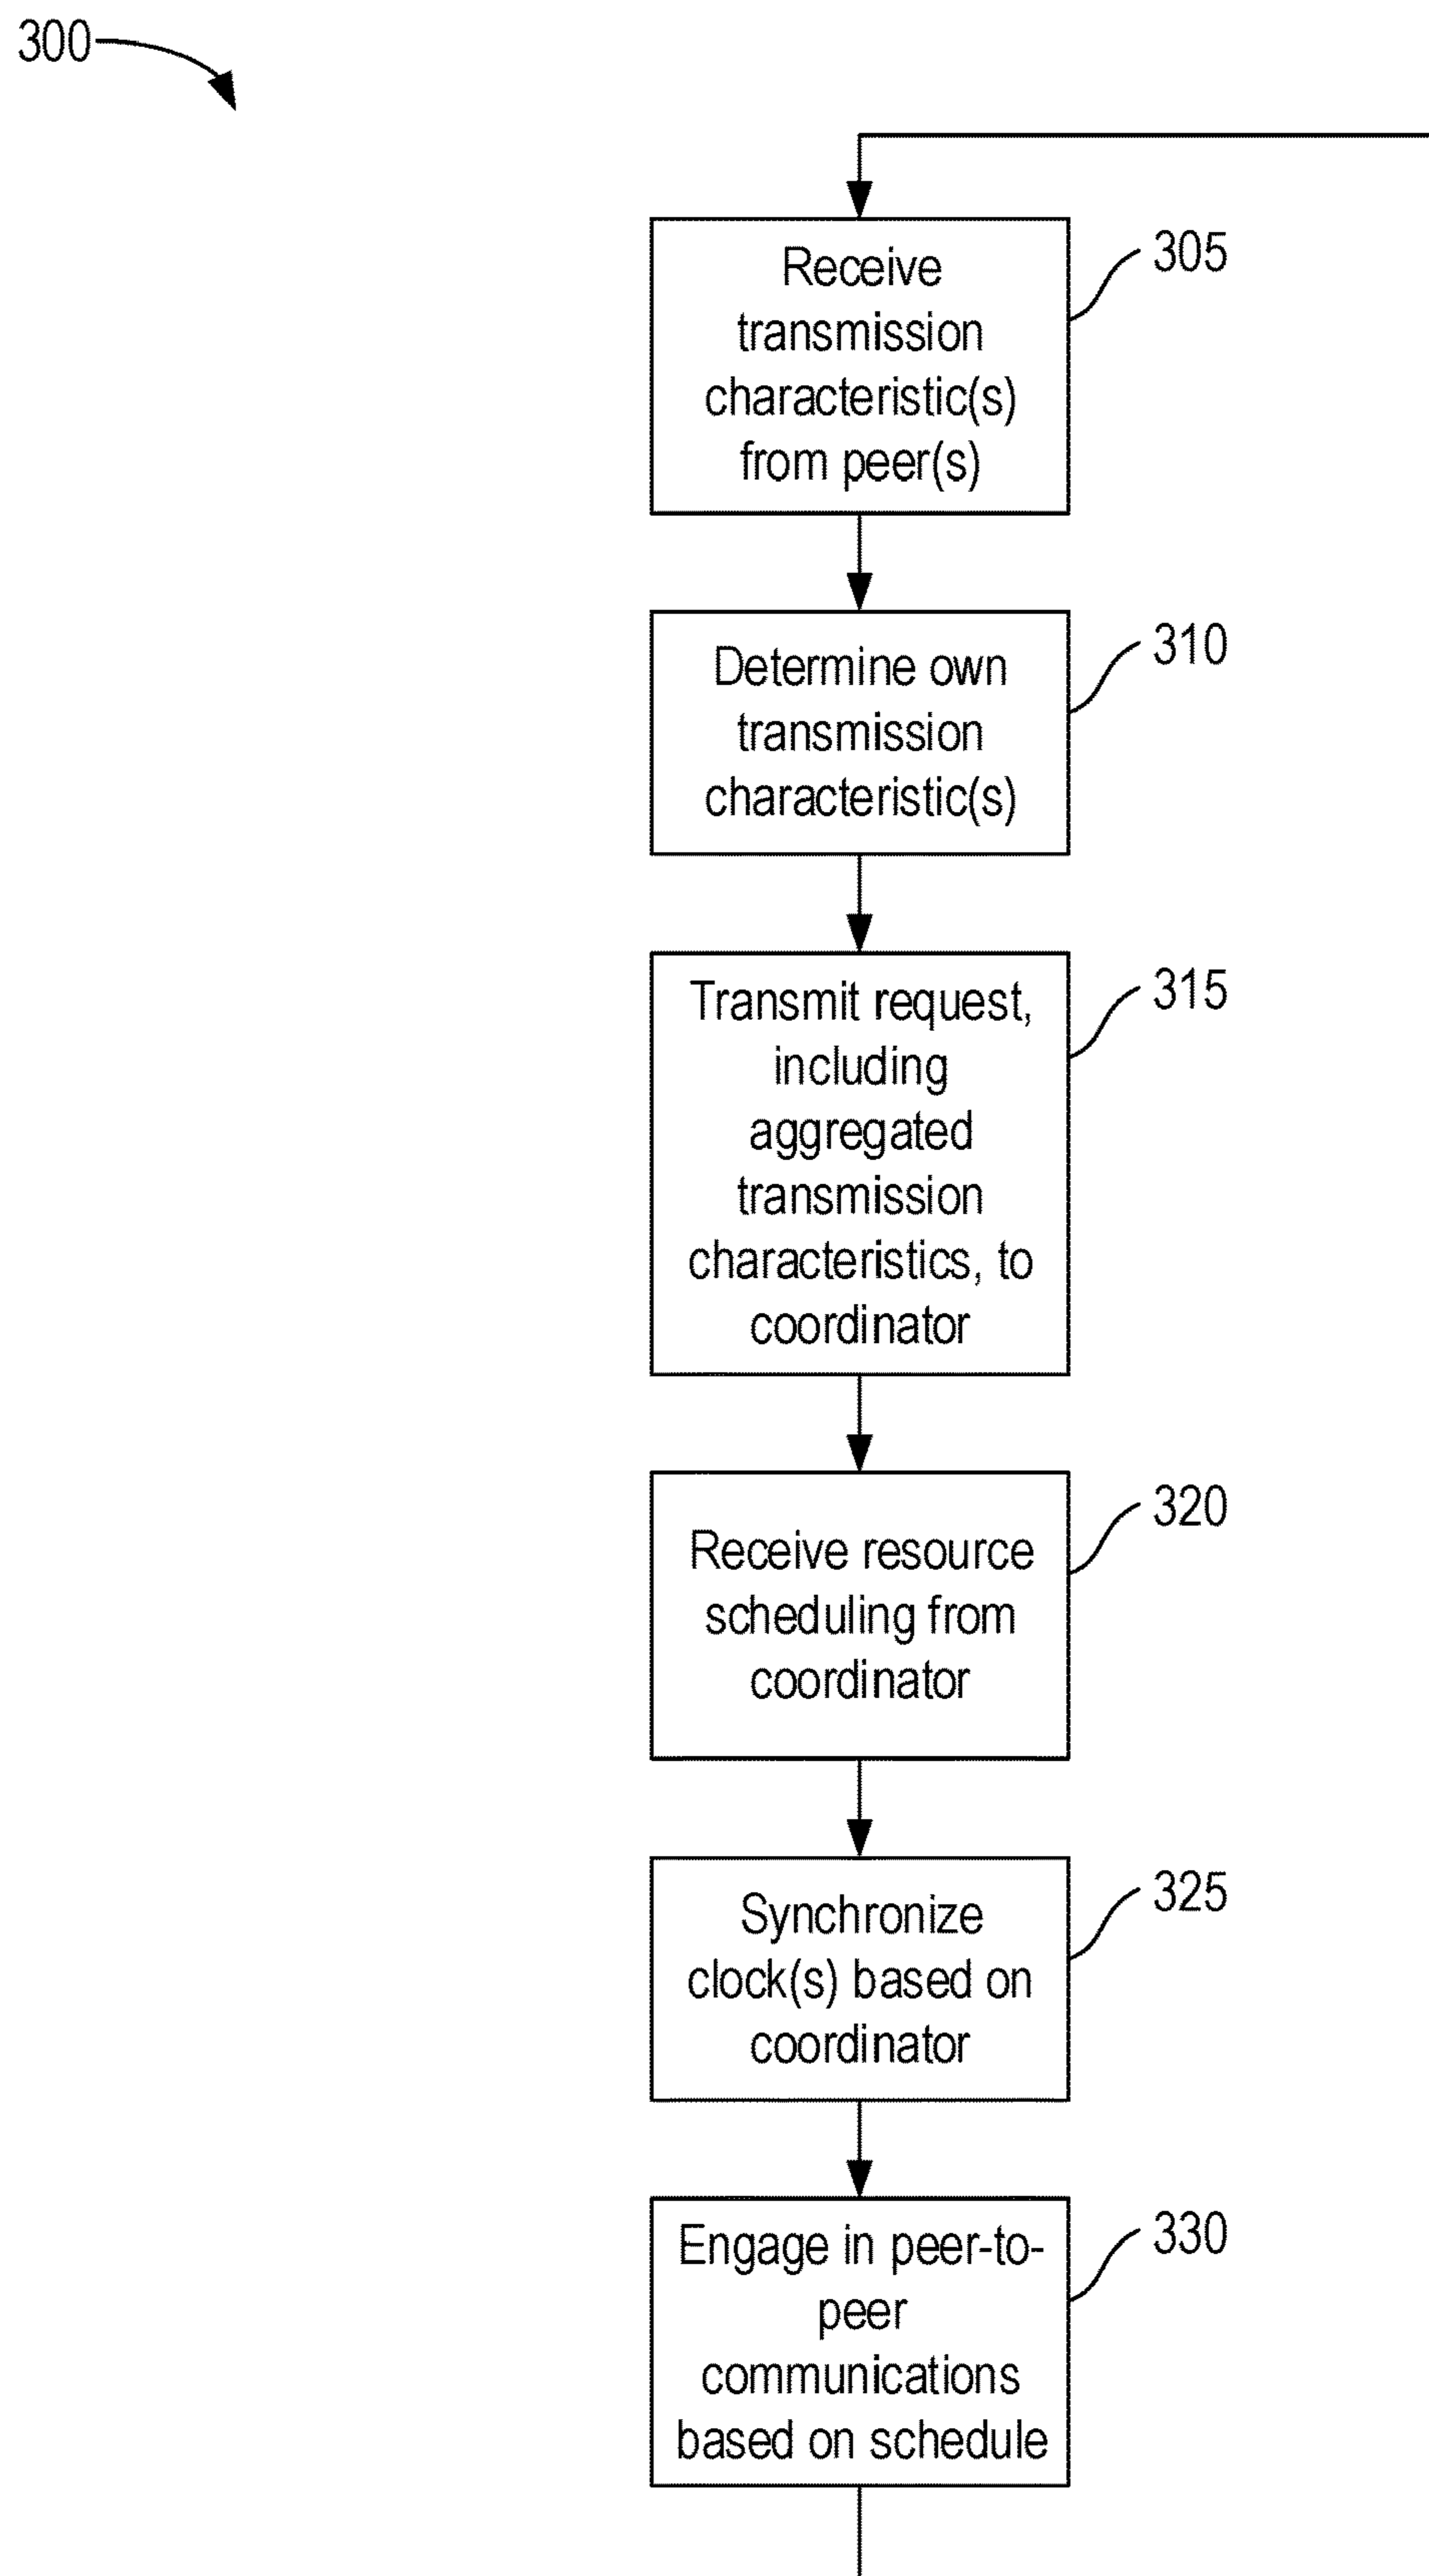 300
Receive
transmission
characteristic(s)
from peer(s)
305
Determine own
transmission
characteristic(s)
310
Transmit request,
including
aggregated
transmission
characteristics, to
coordinator
315
Receive resource
scheduling from
coordinator
320
Synchronize
clock(s) based on
coordinator
325
Engage in peer-to-
peer
communications
based on schedule
330